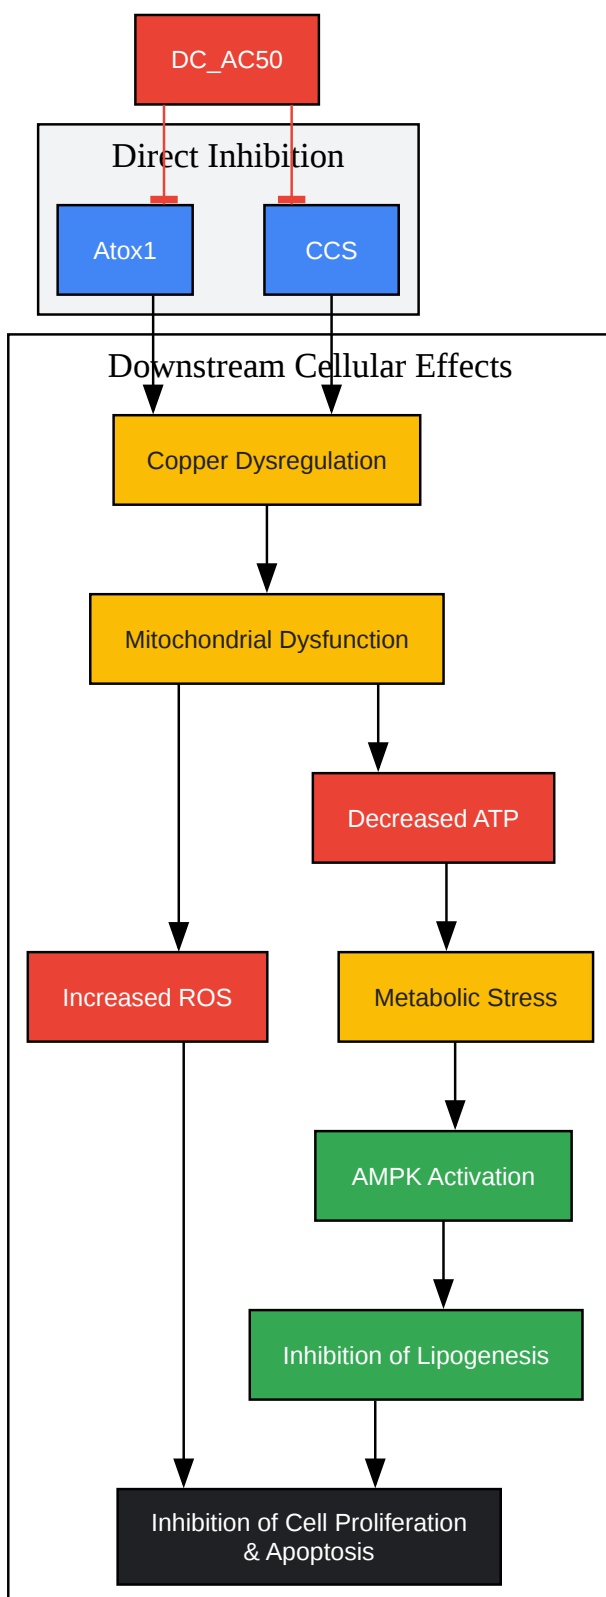 DC_AC50
Direct Inhibition
Atox1
CCS
Downstream Cellular Effects
Copper Dysregulation
Mitochondrial Dysfunction
Decreased ATP
Increased ROS
Metabolic Stress
AMPK Activation
Inhibition of Lipogenesis
Inhibition of Cell Proliferation
& Apoptosis